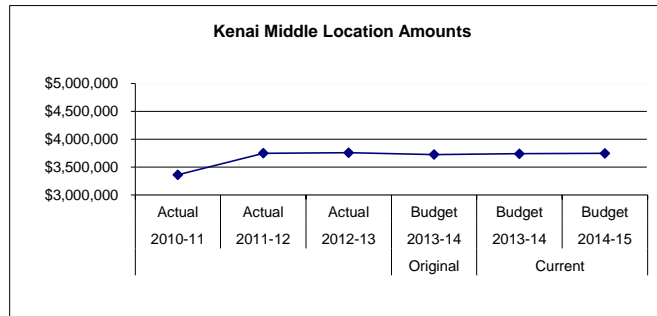 Kenai Middle Location Amounts
$5,000,000
$4,500,000
$4,000,000
$3,500,000
$3,000,000
Actual Actual Actual Budget Budget Budget
2010-11 2011-12 2012-13 2013-14 2013-14 2014-15
Original Current